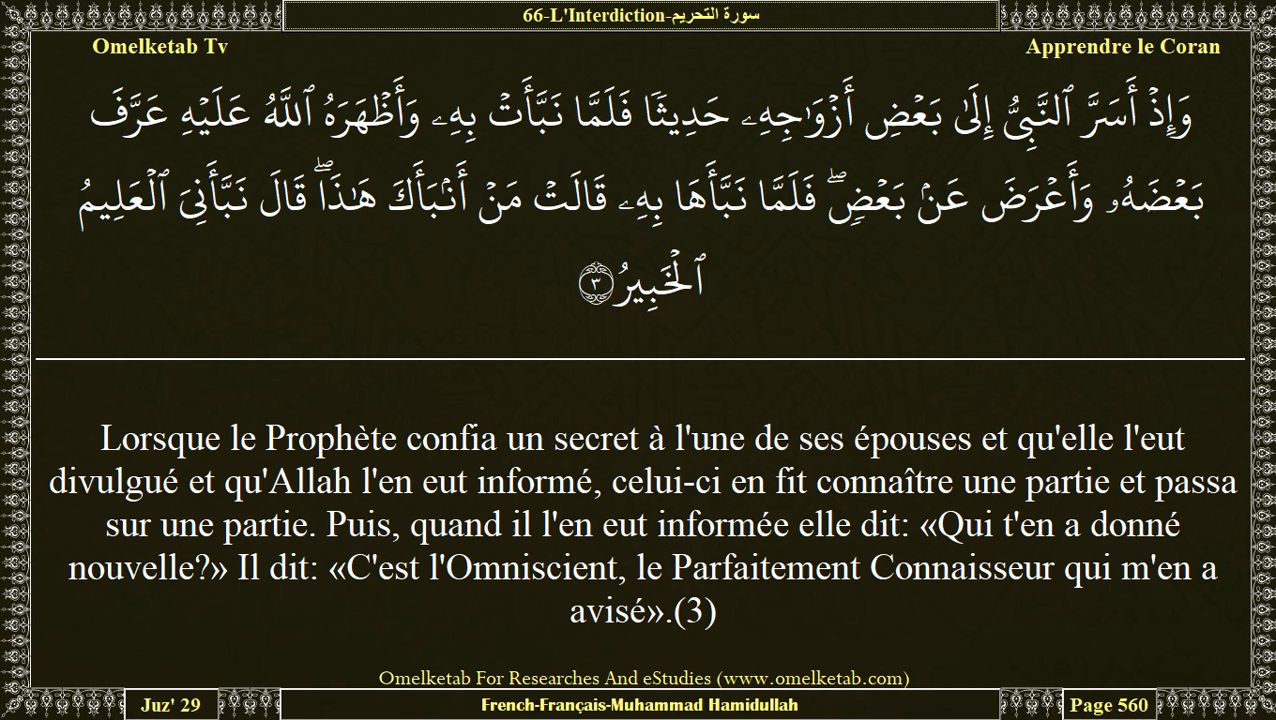 66-L'Interdiction-سورة التحريم
Omelketab Tv
Apprendre le Coran
وَإِذۡ أَسَرَّ ٱلنَّبِيُّ إِلَىٰ بَعۡضِ أَزۡوَٰجِهِۦ حَدِيثٗا فَلَمَّا نَبَّأَتۡ بِهِۦ وَأَظۡهَرَهُ ٱللَّهُ عَلَيۡهِ عَرَّفَ
بَعۡضَهُۥ وَأَعۡرَضَ عَنۢ بَعۡضٖۖ فَلَمَّا نَبَّأَهَا بِهِۦ قَالَتۡ مَنۡ أَنۢبَأَكَ هَٰذَاۖ قَالَ نَبَّأَنِيَ ٱلۡعَلِيمُ
ٱلۡخَبِيرُ ٣
Lorsque le Prophète confia un secret à l'une de ses épouses et qu'elle l'eut
divulgué et qu'Allah l'en eut informé, celui-ci en fit connaître une partie et passa
sur une partie. Puis, quand il l'en eut informée elle dit: «Qui t'en a donné
nouvelle?» Il dit: «C'est l'Omniscient, le Parfaitement Connaisseur qui m'en a
avisé».(3)
Omelketab For Researches And eStudies (www.omelketab.com)
Juz' 29
French-Français-Muhammad Hamidullah
Page 560